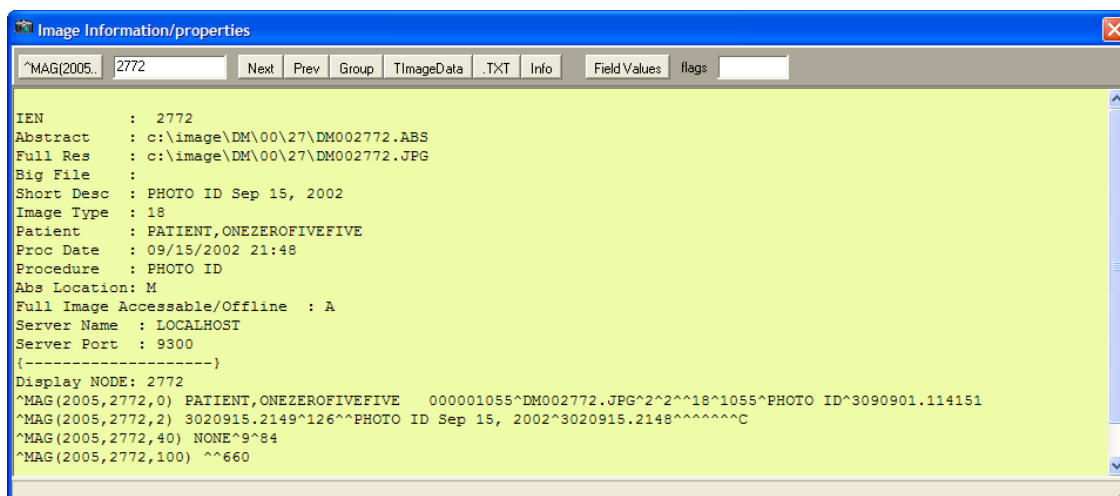 Image Information/properties
^MAG(2005.. 2772 Next Prev Group TImageData .TXT Info Field Values flags
IEN : 2772
Abstract : c:\image\DM\00\27\DM002772.ABS
Full Res : c:\image\DM\00\27\DM002772.JPG
Big File :
Short Desc : PHOTO ID Sep 15, 2002
Image Type : 18
Patient : PATIENT,ONEZEROFIVEFIVE
Proc Date : 09/15/2002 21:48
Procedure : PHOTO ID
Abs Location: M
Full Image Accessable/Offline : A
Server Name : LOCALHOST
Server Port : 9300
{--------------------}
Display NODE: 2772
^MAG(2005,2772,0) PATIENT,ONEZEROFIVEFIVE 000001055^DM002772.JPG^2^2^^18^1055^PHOTO ID^3090901.114151
^MAG(2005,2772,2) 3020915.2149^126^^PHOTO ID Sep 15, 2002^3020915.2148^^^^^^^C
^MAG(2005,2772,40) NONE^9^84
^MAG(2005,2772,100) ^^660